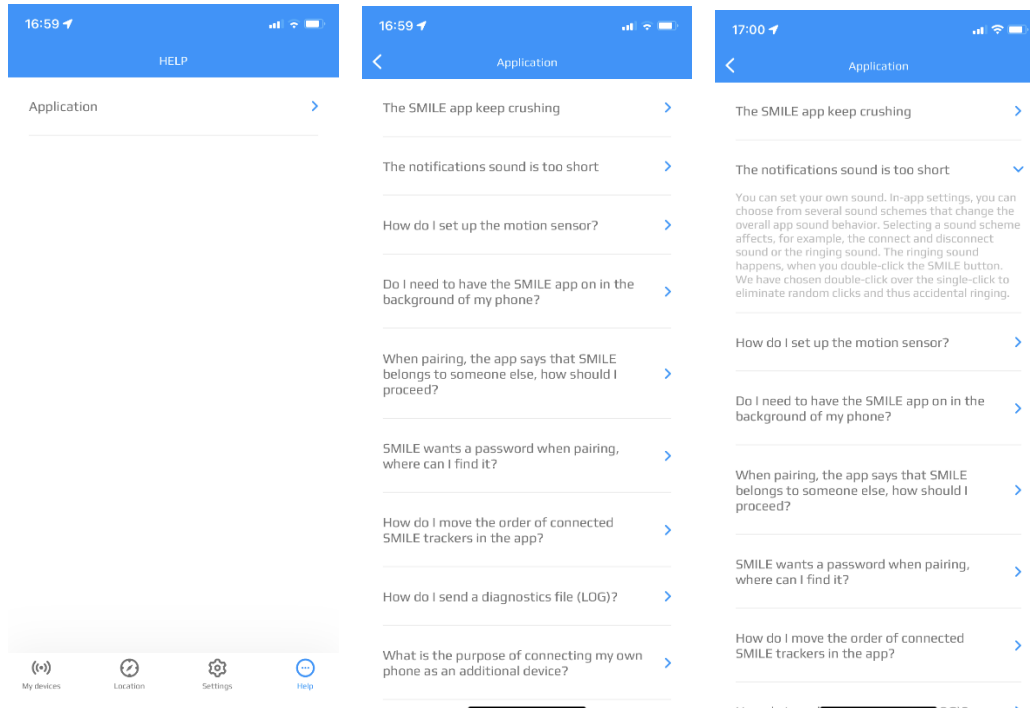 16:59
HELP
Application
My devices
Location
Settings
Help
16:59
Application
The SMILE app keep crushing
The notifications sound is too short
How do I set up the motion sensor?
Do I need to have the SMILE app on in the
background of my phone?
When pairing, the app says that SMILE
belongs to someone else, how should I
proceed?
SMILE wants a password when pairing,
where can I find it?
How do I move the order of connected
SMILE trackers in the app?
How do I send a diagnostics file (LOG)?
What is the purpose of connecting my own
phone as an additional device?
17:00
Application
The SMILE app keep crushing
The notifications sound is too short
You can set your own sound. In-app settings, you can
choose from several sound schemes that change the
overall app sound behavior. Selecting a sound scheme
affects, for example, the connect and disconnect
sound or the ringing sound. The ringing sound
happens, when you double-click the SMILE button.
We have chosen double-click over the single-click to
eliminate random clicks and thus accidental ringing.
How do I set up the motion sensor?
Do I need to have the SMILE app on in the
background of my phone?
When pairing, the app says that SMILE
belongs to someone else, how should I
proceed?
SMILE wants a password when pairing,
where can I find it?
How do I move the order of connected
SMILE trackers in the app?